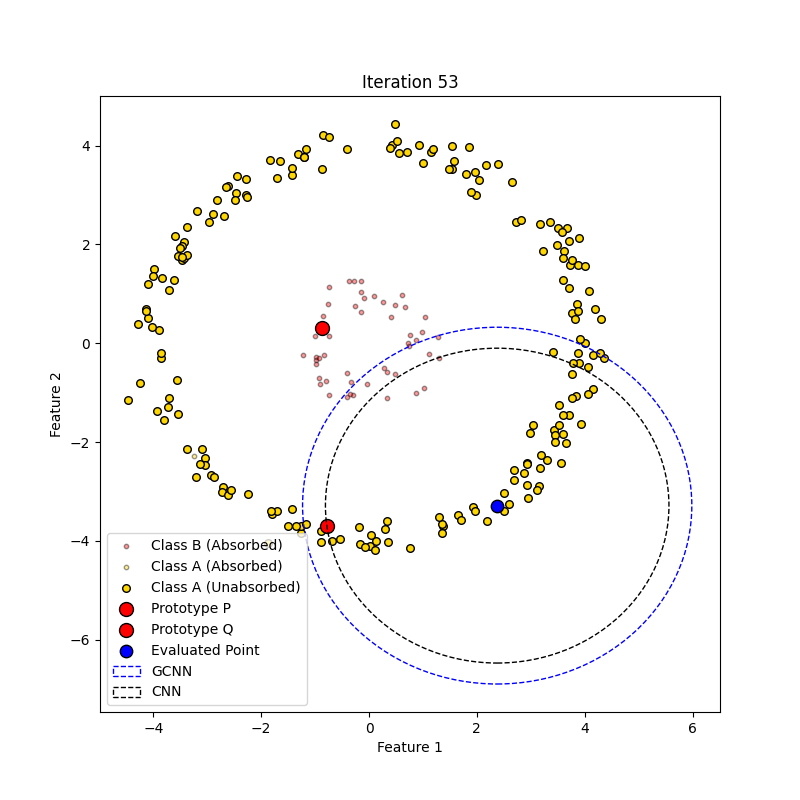 Iteration 53
4
2
0
−2
−4
−6
Feature 2
Class B (Absorbed)
Class A (Absorbed)
Class A (Unabsorbed)
Prototype P
Prototype Q
Evaluated Point
GCNN
CNN
−4
−2
0
2
4
6
Feature 1